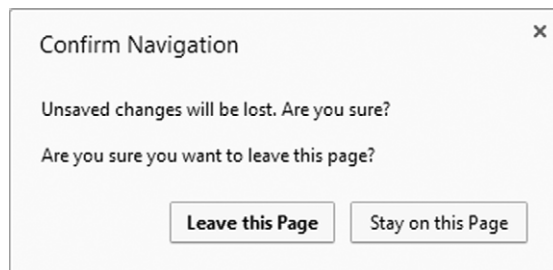 Confirm Navigation
Unsaved changes will be lost. Are you sure?
Are you sure you want to leave this page?
Leave this Page
Stay on this Page